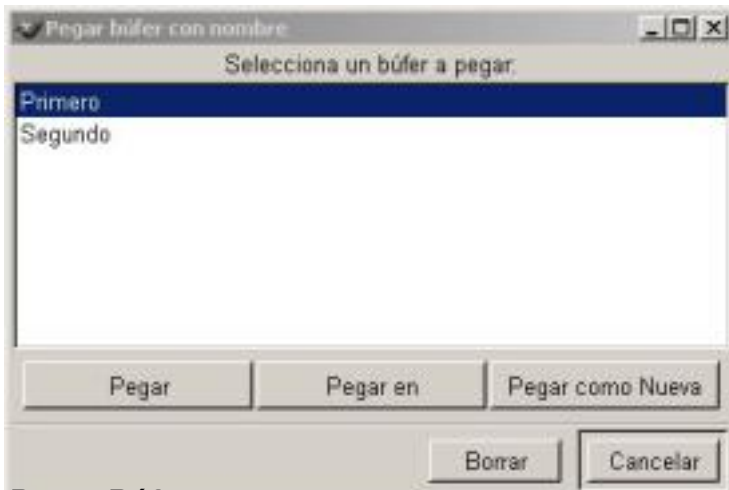 Pegar búfer con nombre
Selecciona un búfer a pegar:
Primero
Segundo
Pegar Pegar en Pegar como Nueva
Borrar Cancelar